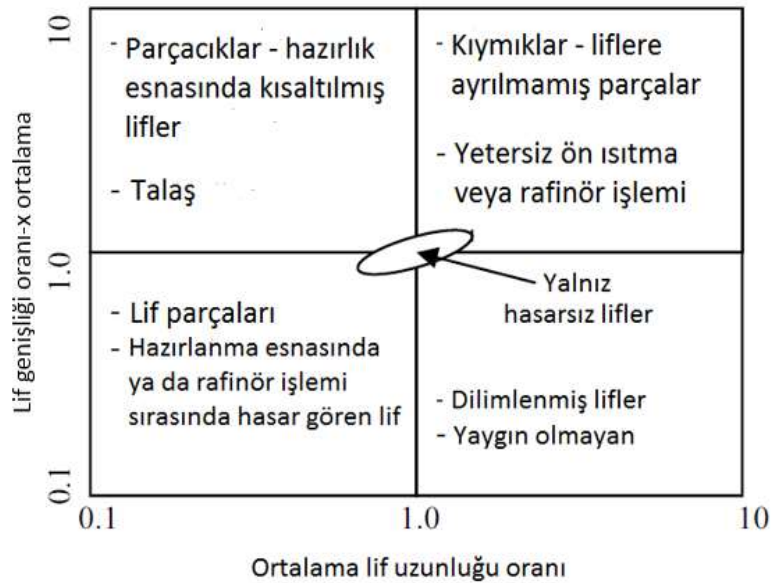 10
- Parçacıklar - hazırlık
esnasında kısaltılmış
lifler
- Talaş
- Kıymıklar - liflere
ayrılmamış parçalar
- Yetersiz ön ısıtma
veya rafinör işlemi
Lif genişliği oranı-x ortalama
1.0
- Lif parçaları
- Hazırlanma esnasında
ya da rafinör işlemi
sırasında hasar gören lif
Yalnız
hasarsız lifler
- Dilimlenmiş lifler
- Yaygın olmayan
0.1
0.1
1.0
10
Ortalama lif uzunluğu oranı